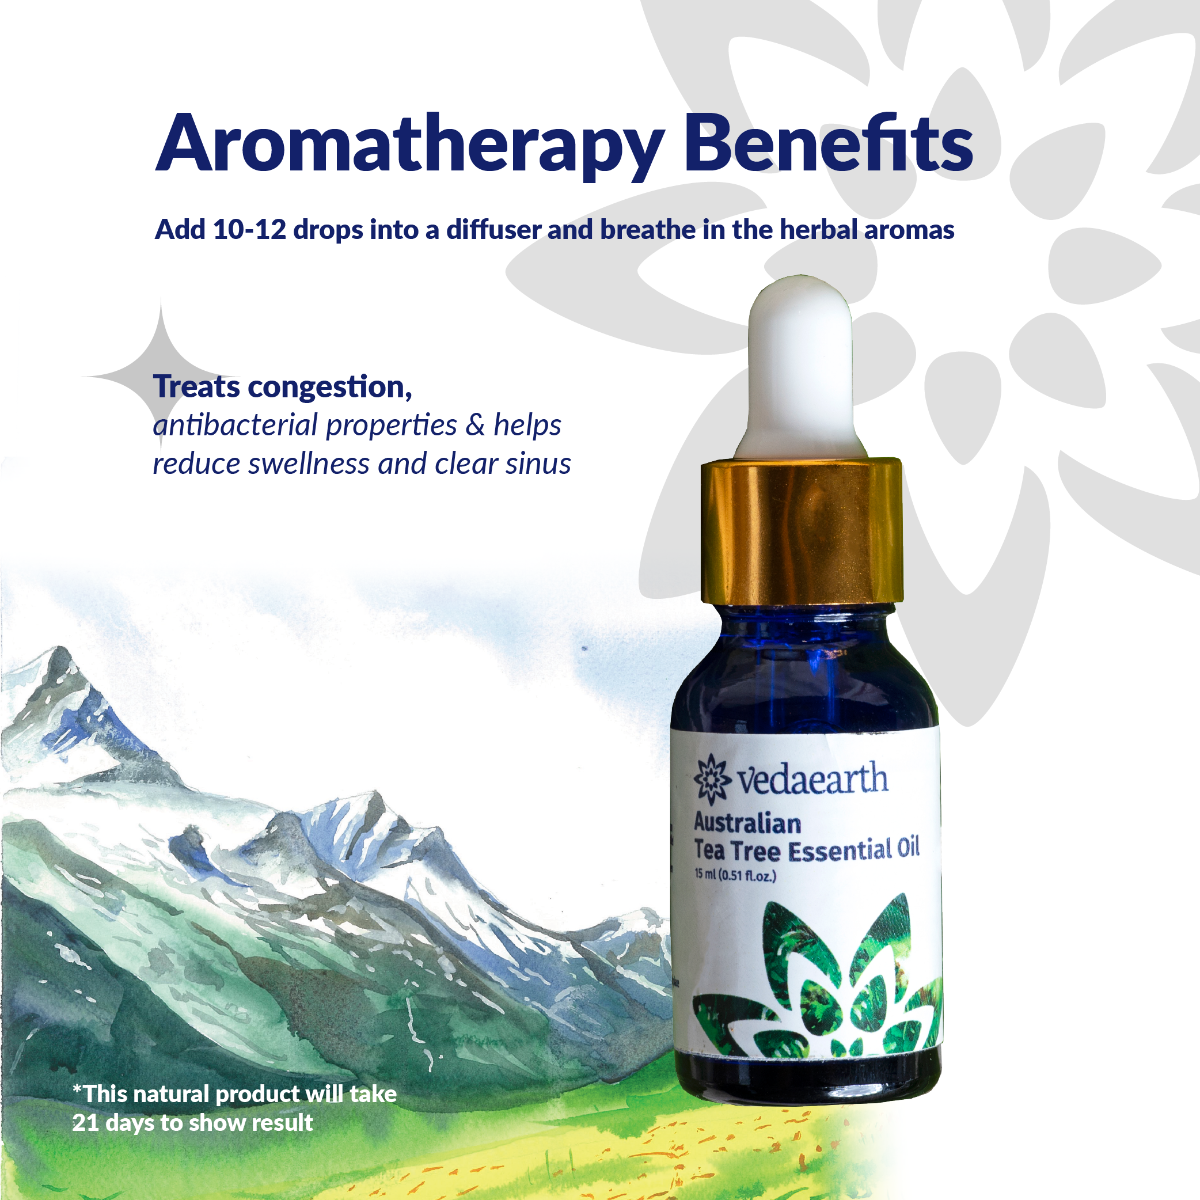 Aromatherapy Benefits
Add 10-12 drops into a diffuser and breathe in the herbal aromas
Treats congestion,
antibacterial properties & helps
reduce swellness and clear sinus
vedaearth
Australian
Tea Tree Essential Oil
15 ml (0.51 fl.oz.)
*This natural product will take
21 days to show result